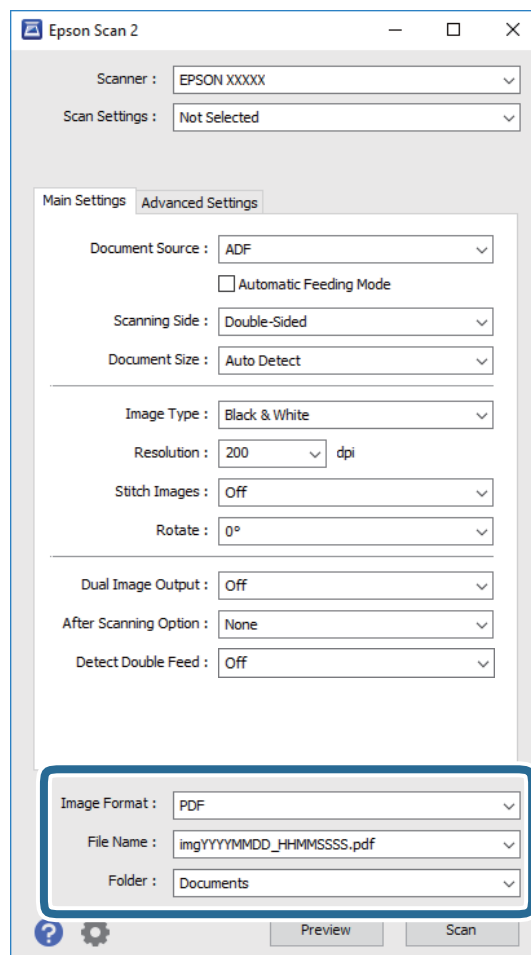 Epson Scan 2
Scanner : EPSON XXXXX
Scan Settings : Not Selected
Main Settings Advanced Settings
Document Source : ADF
Automatic Feeding Mode
Scanning Side : Double-Sided
Document Size : Auto Detect
Image Type : Black & White
Resolution : 200 dpi
Stitch Images : Off
Rotate : 0°
Dual Image Output : Off
After Scanning Option : None
Detect Double Feed : Off
Image Format : PDF
File Name : imgYYYYMMDD_HHMMSSSS.pdf
Folder : Documents
? Preview Scan